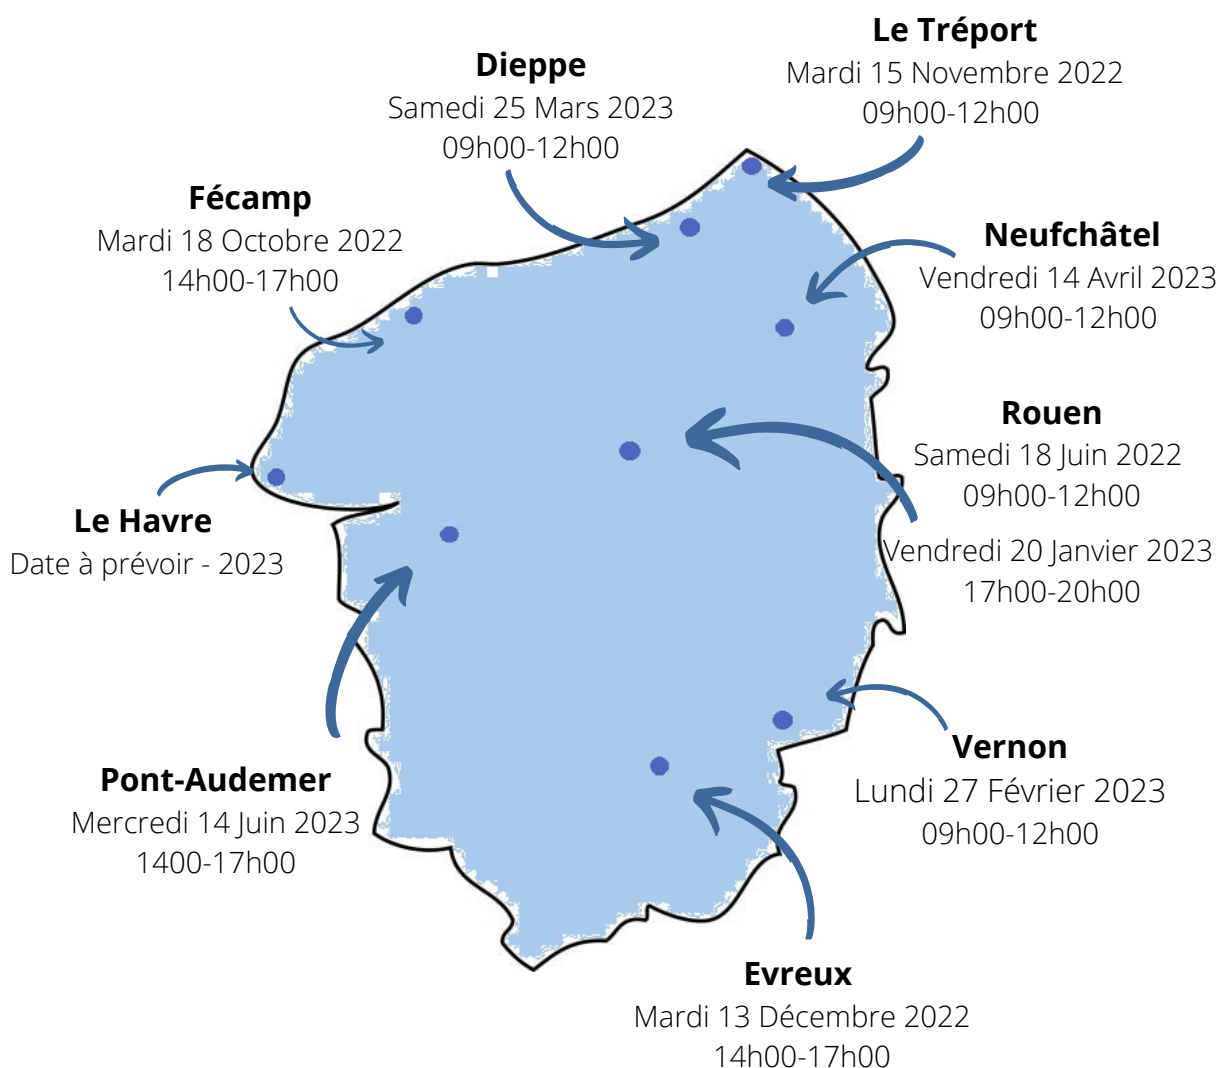 Le Tréport
Mardi 15 Novembre 2022
09h00-12h00
Dieppe
Samedi 25 Mars 2023
09h00-12h00
Fécamp
Mardi 18 Octobre 2022
14h00-17h00
Neufchâtel
Vendredi 14 Avril 2023
09h00-12h00
Rouen
Samedi 18 Juin 2022
09h00-12h00
Vendredi 20 Janvier 2023
17h00-20h00
Le Havre
Date à prévoir - 2023
Vernon
Lundi 27 Février 2023
09h00-12h00
Pont-Audemer
Mercredi 14 Juin 2023
1400-17h00
Evreux
Mardi 13 Décembre 2022
14h00-17h00